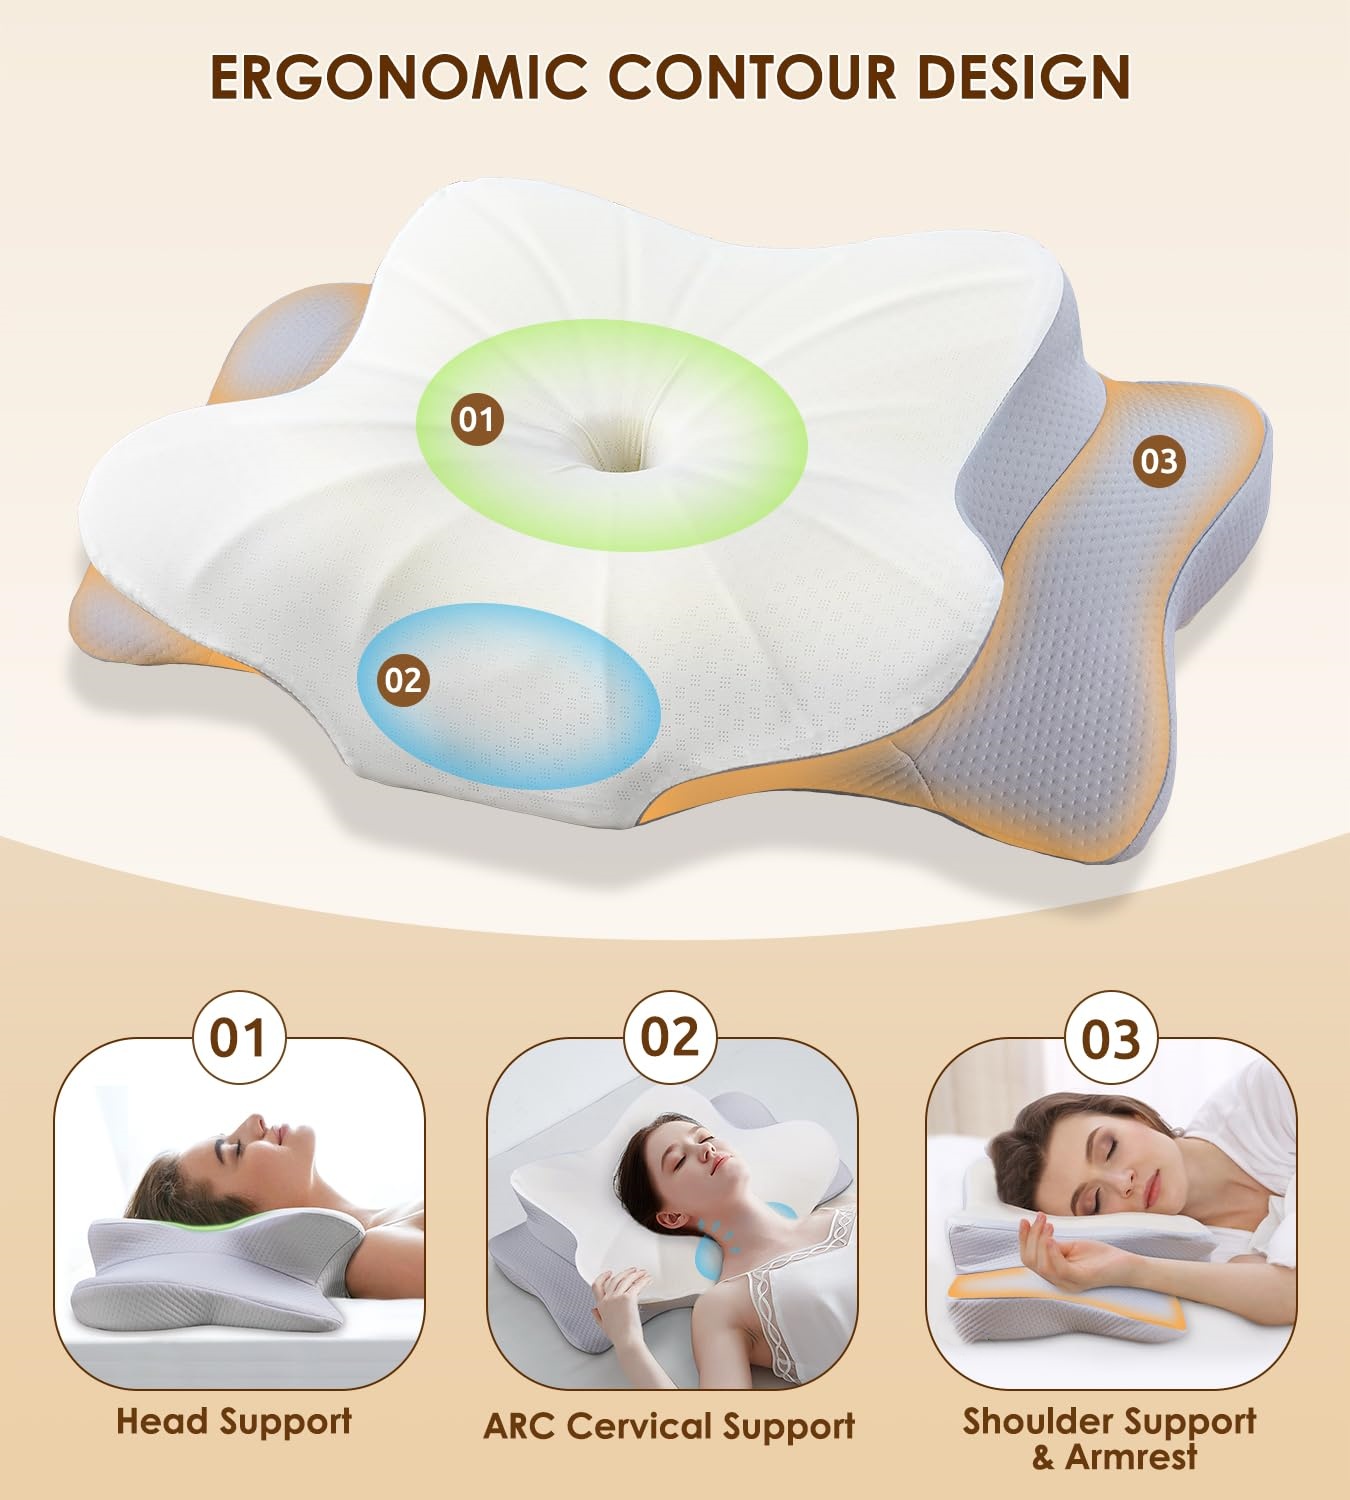 ERGONOMIC CONTOUR DESIGN
01
03
02
01
02
03
Head Support
ARC Cervical Support
Shoulder Support
& Armrest